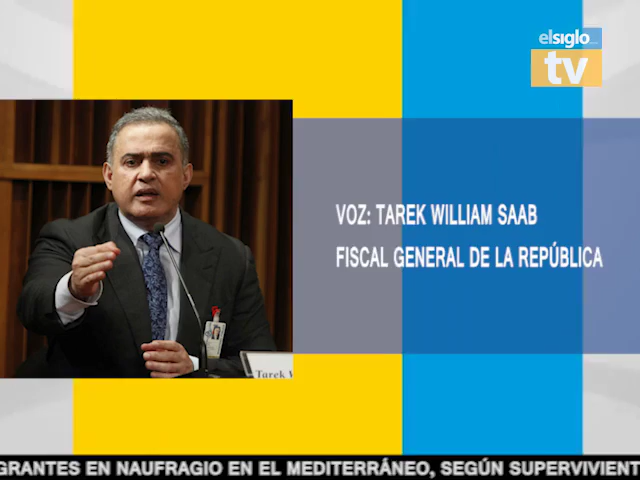 elsiglo
tv
VOZ: TAREK WILLIAM SAAB
FISCAL GENERAL DE LA REPÚBLICA
Tarek W
GRANTES EN NAUFRAGIO EN EL MEDITERRÁNEO, SEGÚN SUPERVIVIENT